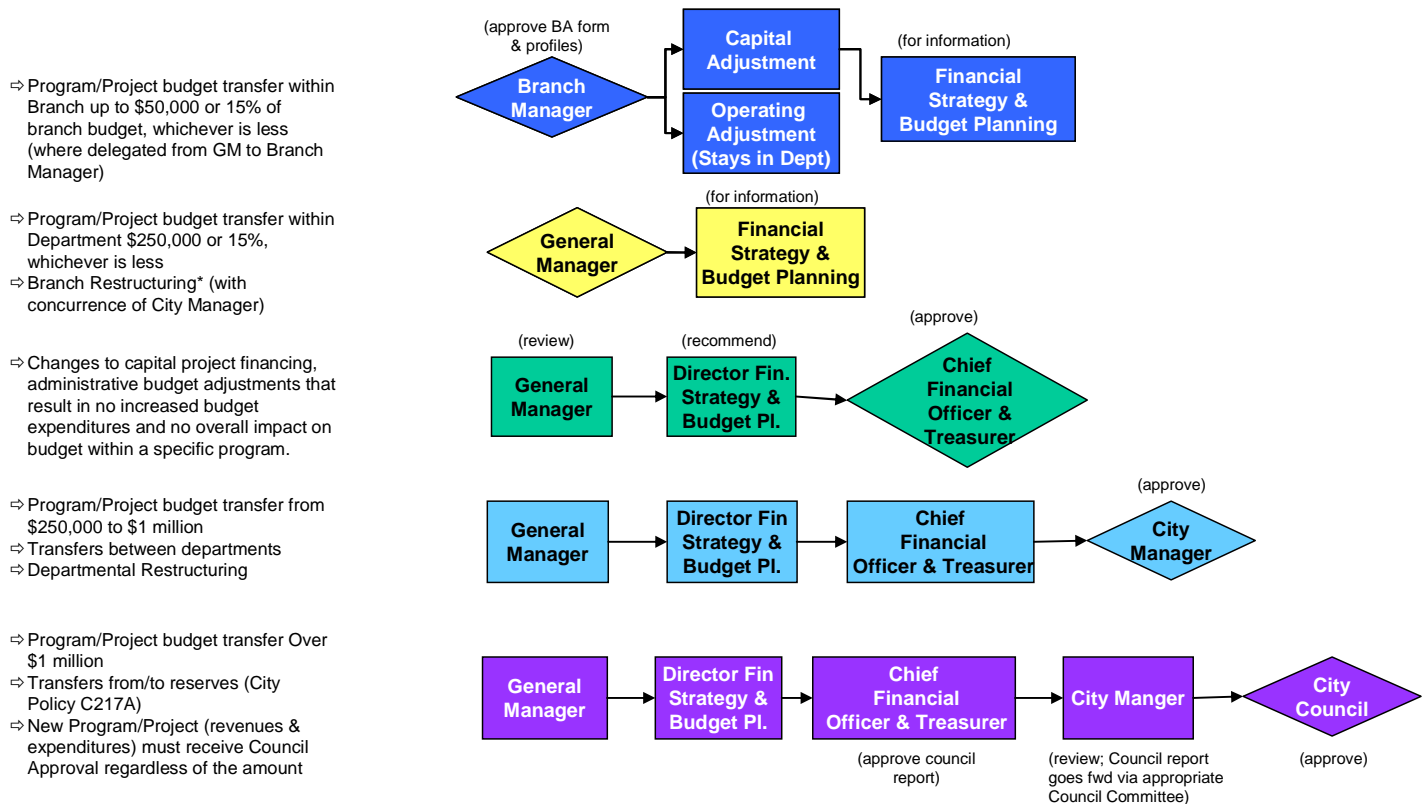 ⇨ Program/Project budget transfer within
Branch up to $50,000 or 15% of
branch budget, whichever is less
(where delegated from GM to Branch
Manager)
(approve BA form
& profiles)
Branch
Manager
Capital
Adjustment
Operating
Adjustment
(Stays in Dept)
(for information)
Financial
Strategy &
Budget Planning
⇨ Program/Project budget transfer within
Department $250,000 or 15%,
whichever is less
⇨ Branch Restructuring* (with
concurrence of City Manager)
General
Manager
(for information)
Financial
Strategy &
Budget Planning
⇨ Changes to capital project financing,
administrative budget adjustments that
result in no increased budget
expenditures and no overall impact on
budget within a specific program.
(review)
General
Manager
(recommend)
Director Fin.
Strategy &
Budget Pl.
(approve)
Chief
Financial
Officer &
Treasurer
⇨ Program/Project budget transfer from
$250,000 to $1 million
⇨ Transfers between departments
⇨ Departmental Restructuring
General
Manager
Director Fin
Strategy &
Budget Pl.
Chief
Financial
Officer & Treasurer
(approve)
City
Manager
⇨ Program/Project budget transfer Over
$1 million
⇨ Transfers from/to reserves (City
Policy C217A)
⇨ New Program/Project (revenues &
expenditures) must receive Council
Approval regardless of the amount
General
Manager
Director Fin
Strategy &
Budget Pl.
Chief
Financial
Officer & Treasurer
(approve council
report)
City Manger
(review; Council report
goes fwd via appropriate
Council Committee)
City
Council
(approve)